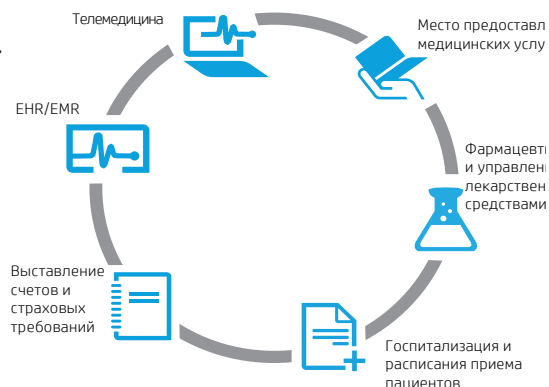 Телемедицина
Место предоставл
медицинских услу
EHR/EMR
Фармацевт
и управлен
лекарствен
средствами
Выставление
счетов и
страховых
требований
Госпитализация и
расписания приема
пациентов